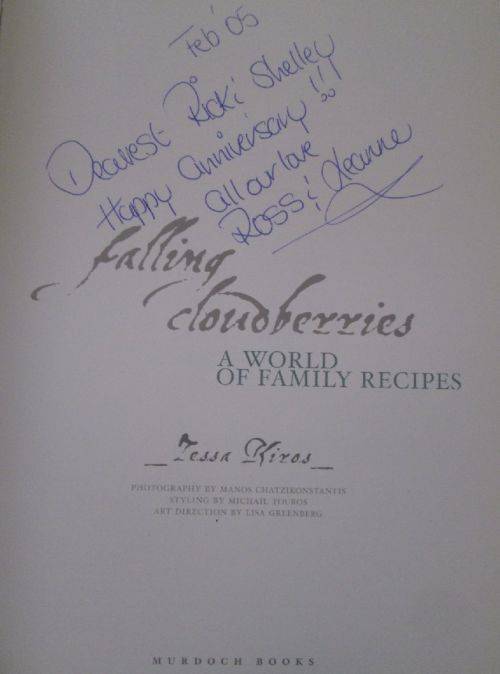 Feb '05
Dearest Ricki Shelley
Happy anniversary !!!
all our love
Ross & Leanne
falling
cloudberries
A WORLD
OF FAMILY RECIPES
Tessa Kiros
PHOTOGRAPHY BY MANOS CHATZIKONSTANTIS
STYLING BY MICHAIL TOUROS
ART DIRECTION BY LISA GREENBERG
MURDOCH BOOKS